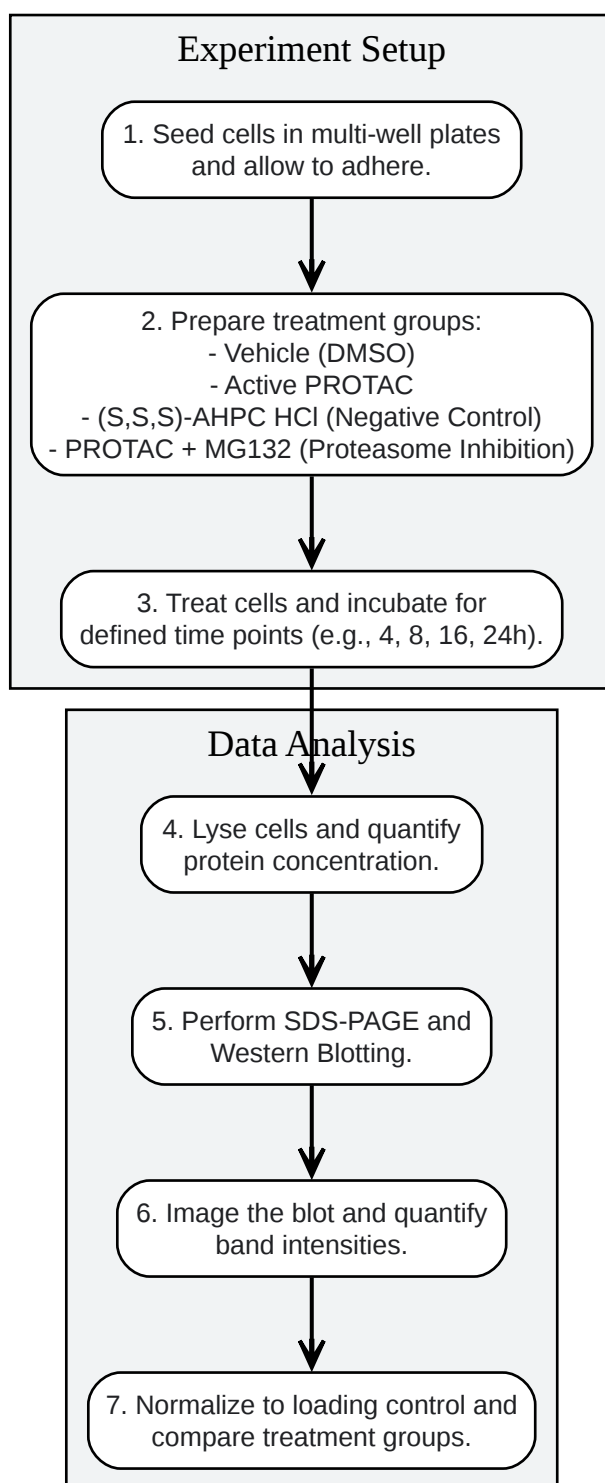 Experiment Setup
1. Seed cells in multi-well plates
and allow to adhere.
2. Prepare treatment groups:
- Vehicle (DMSO)
- Active PROTAC
- (S,S,S)-AHPC HCl (Negative Control)
- PROTAC + MG132 (Proteasome Inhibition)
3. Treat cells and incubate for
defined time points (e.g., 4, 8, 16, 24h).
Data Analysis
4. Lyse cells and quantify
protein concentration.
5. Perform SDS-PAGE and
Western Blotting.
6. Image the blot and quantify
band intensities.
7. Normalize to loading control and
compare treatment groups.